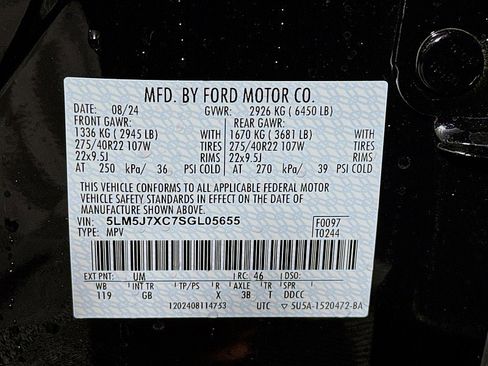 MFD. BY FORD MOTOR CO.
DATE: 08/24 GVWR: 2926 KG ( 6450 LB)
FRONT GAWR: REAR GAWR:
1336 KG ( 2945 LB) WITH 1670 KG ( 3681 LB) WITH
275/40R22 107W TIRES 275/40R22 107W TIRES
22x9.5J RIMS 22x9.5J RIMS
AT 250 kPa/ 36 PSI COLD AT 270 kPa/ 39 PSI COLD
THIS VEHICLE CONFORMS TO ALL APPLICABLE FEDERAL MOTOR
VEHICLE SAFETY STANDARDS IN EFFECT ON THE DATE OF
MANUFACTURE SHOWN ABOVE.
VIN: 5LM5J7XC7SGL05655 F0097
TYPE: MPV T0244
EXT PNT: UM RC: 46 DSO:
WB INT TR TP/PS R AXLE TR S
119 GB X 3B T DDCC
1202408114753 UTC ▽ 5U5A-1520472-BA